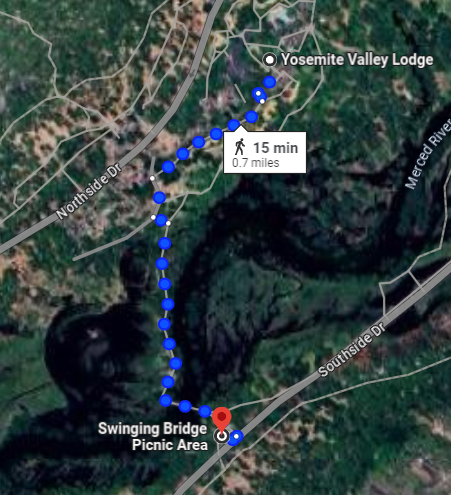 Yosemite Valley Lodge
15 min
0.7 miles
Merced River
Northside Dr
Southside Dr
Swinging Bridge
Picnic Area